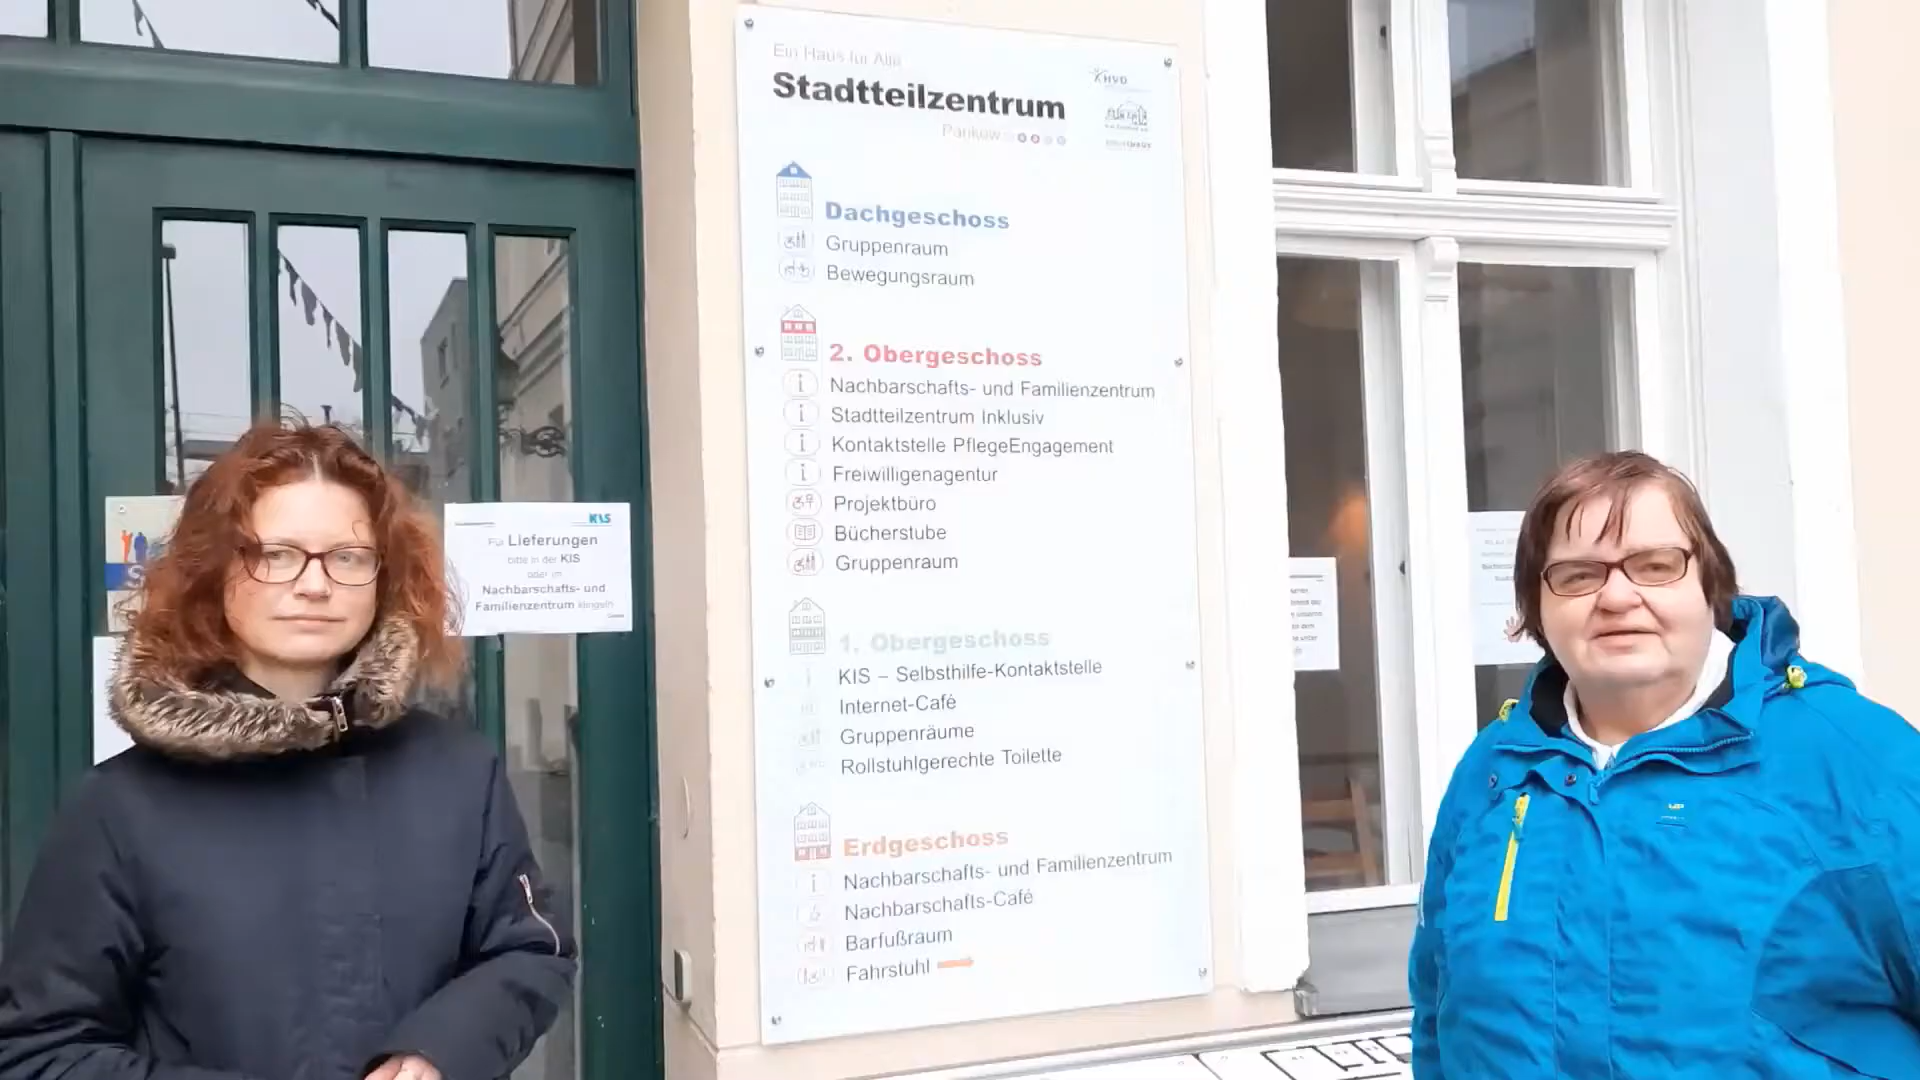 Ein Haus für Alle
Stadtteilzentrum
Pankow
HVD
Dachgeschoss
Gruppenraum
Bewegungsraum
2. Obergeschoss
Nachbarschafts- und Familienzentrum
Stadtteilzentrum Inklusiv
Kontaktstelle PflegeEngagement
Freiwilligenagentur
Projektbüro
Bücherstube
Gruppenraum
1. Obergeschoss
KIS – Selbsthilfe-Kontaktstelle
Internet-Café
Gruppenräume
Rollstuhlgerechte Toilette
Erdgeschoss
Nachbarschafts- und Familienzentrum
Nachbarschafts-Café
Barfußraum
Fahrstuhl
KIS
Für Lieferungen
bitte in der KIS
oder im
Nachbarschafts- und
Familienzentrum klingeln